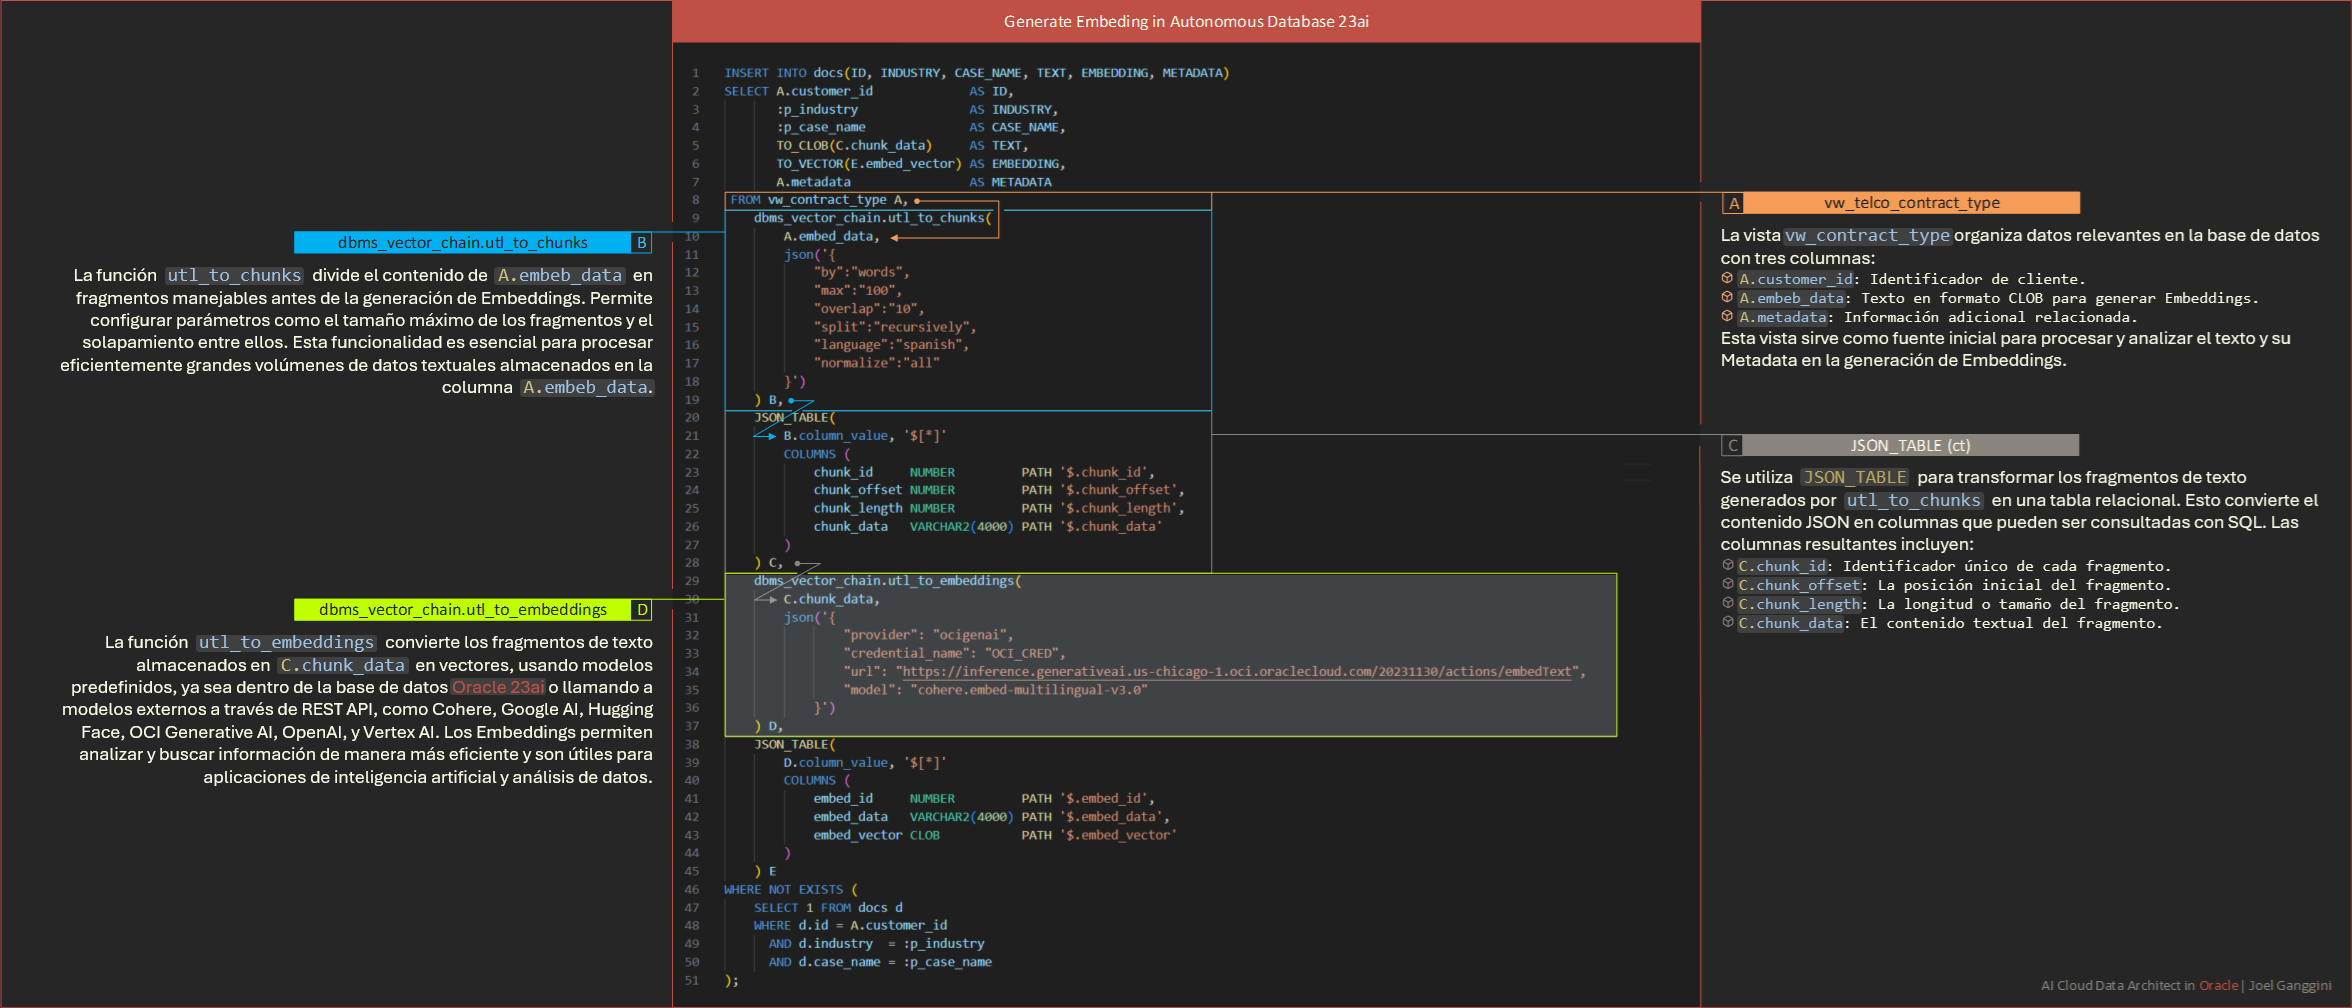 Generate Embeding in Autonomous Database 23ai
dbms_vector_chain.utl_to_chunks B
La función utl_to_chunks divide el contenido de A.embeb_data en
fragmentos manejables antes de la generación de Embeddings. Permite
configurar parámetros como el tamaño máximo de los fragmentos y el
solapamiento entre ellos. Esta funcionalidad es esencial para procesar
eficientemente grandes volúmenes de datos textuales almacenados en la
columna A.embeb_data.
dbms_vector_chain.utl_to_embeddings D
La función utl_to_embeddings convierte los fragmentos de texto
almacenados en C.chunk_data en vectores, usando modelos
predefinidos, ya sea dentro de la base de datos Oracle 23ai o llamando a
modelos externos a través de REST API, como Cohere, Google AI, Hugging
Face, OCI Generative AI, OpenAI, y Vertex AI. Los Embeddings permiten
analizar y buscar información de manera más eficiente y son útiles para
aplicaciones de inteligencia artificial y análisis de datos.
1 INSERT INTO docs(ID, INDUSTRY, CASE_NAME, TEXT, EMBEDDING, METADATA)
2 SELECT A.customer_id AS ID,
3 :p_industry AS INDUSTRY,
4 :p_case_name AS CASE_NAME,
5 TO_CLOB(C.chunk_data) AS TEXT,
6 TO_VECTOR(E.embed_vector) AS EMBEDDING,
7 A.metadata AS METADATA
8 FROM vw_contract_type A,
9 dbms_vector_chain.utl_to_chunks(
10 A.embed_data,
11 json('{
12 "by":"words",
13 "max":"100",
14 "overlap":"10",
15 "split":"recursively",
16 "language":"spanish",
17 "normalize":"all"
18 }')
19 ) B,
20 JSON_TABLE(
21 B.column_value, '$[*]'
22 COLUMNS (
23 chunk_id NUMBER PATH '$.chunk_id',
24 chunk_offset NUMBER PATH '$.chunk_offset',
25 chunk_length NUMBER PATH '$.chunk_length',
26 chunk_data VARCHAR2(4000) PATH '$.chunk_data'
27 )
28 ) C,
29 dbms_vector_chain.utl_to_embeddings(
30 C.chunk_data,
31 json('{
32 "provider": "ocigenai",
33 "credential_name": "OCI_CRED",
34 "url": "https://inference.generativeai.us-chicago-1.oci.oraclecloud.com/20231130/actions/embedText",
35 "model": "cohere.embed-multilingual-v3.0"
36 }')
37 ) D,
38 JSON_TABLE(
39 D.column_value, '$[*]'
40 COLUMNS (
41 embed_id NUMBER PATH '$.embed_id',
42 embed_data VARCHAR2(4000) PATH '$.embed_data',
43 embed_vector CLOB PATH '$.embed_vector'
44 )
45 ) E
46 WHERE NOT EXISTS (
47 SELECT 1 FROM docs d
48 WHERE d.id = A.customer_id
49 AND d.industry = :p_industry
50 AND d.case_name = :p_case_name
51 );
A vw_telco_contract_type
La vista vw_contract_type organiza datos relevantes en la base de datos
con tres columnas:
A.customer_id: Identificador de cliente.
A.embeb_data: Texto en formato CLOB para generar Embeddings.
A.metadata: Información adicional relacionada.
Esta vista sirve como fuente inicial para procesar y analizar el texto y su
Metadata en la generación de Embeddings.
C JSON_TABLE (ct)
Se utiliza JSON_TABLE para transformar los fragmentos de texto
generados por utl_to_chunks en una tabla relacional. Esto convierte el
contenido JSON en columnas que pueden ser consultadas con SQL. Las
columnas resultantes incluyen:
C.chunk_id: Identificador único de cada fragmento.
C.chunk_offset: La posición inicial del fragmento.
C.chunk_length: La longitud o tamaño del fragmento.
C.chunk_data: El contenido textual del fragmento.
AI Cloud Data Architect in Oracle | Joel Ganggini